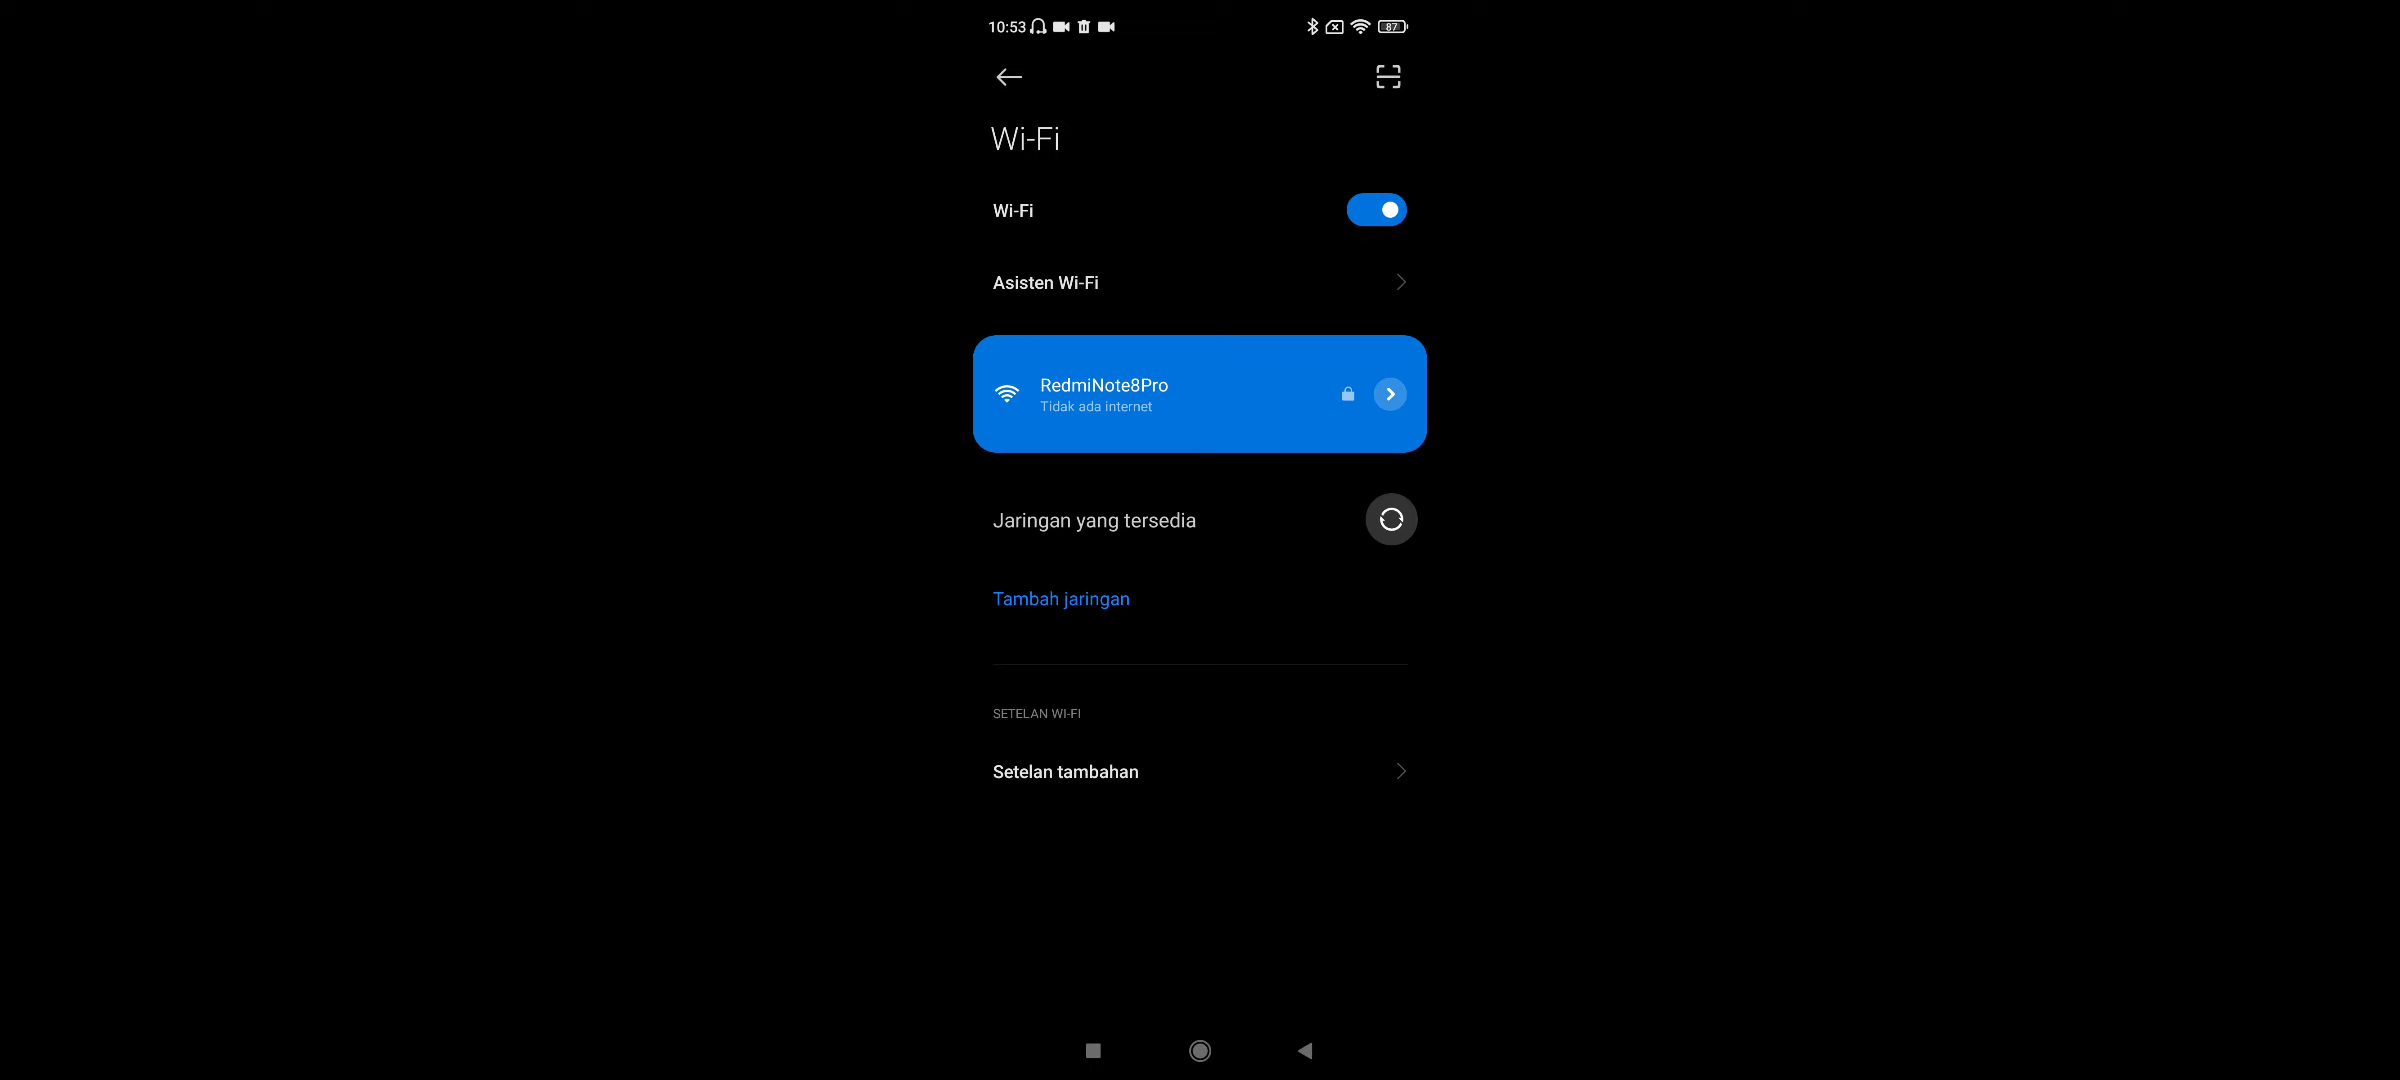 10:53
87
Wi-Fi
Wi-Fi
Asisten Wi-Fi
RedmiNote8Pro
Tidak ada internet
Jaringan yang tersedia
Tambah jaringan
SETELAN WI-FI
Setelan tambahan